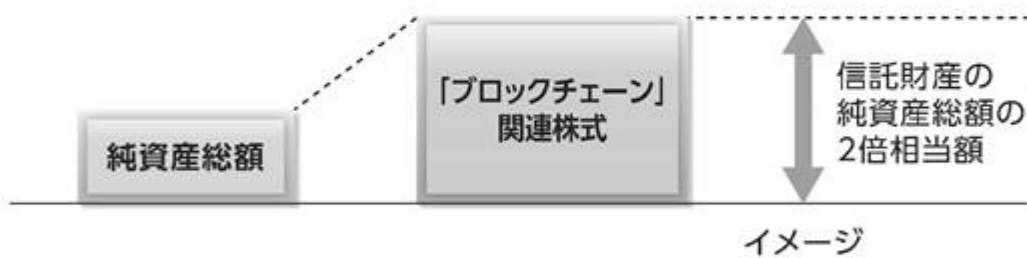 純資産総額
「ブロックチェーン」
関連株式
信託財産の
純資産総額の
2倍相当額
イメージ